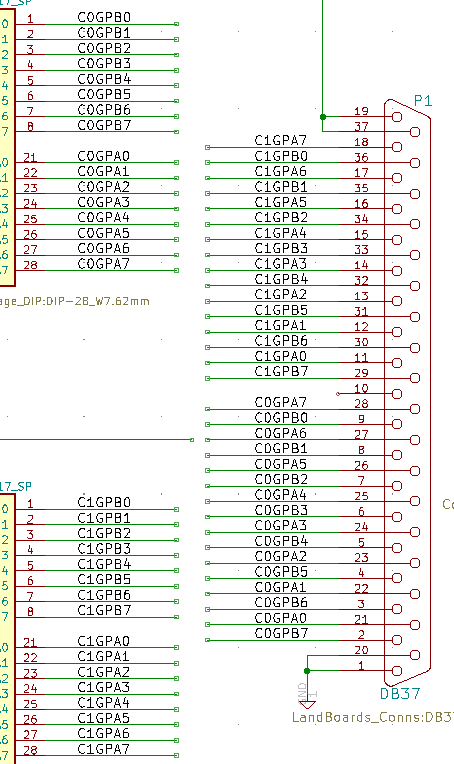 17_SP
0 1 C0GPB0
1 2 C0GPB1
2 3 C0GPB2
3 4 C0GPB3
4 5 C0GPB4
5 6 C0GPB5
6 7 C0GPB6
7 8 C0GPB7
0 21 C0GPA0
1 22 C0GPA1
2 23 C0GPA2
3 24 C0GPA3
4 25 C0GPA4
5 26 C0GPA5
6 27 C0GPA6
7 28 C0GPA7
age_DIP:DIP-28_W7.62mm
17_SP
0 1 C1GPB0
1 2 C1GPB1
2 3 C1GPB2
3 4 C1GPB3
4 5 C1GPB4
5 6 C1GPB5
6 7 C1GPB6
7 8 C1GPB7
0 21 C1GPA0
1 22 C1GPA1
2 23 C1GPA2
3 24 C1GPA3
4 25 C1GPA4
5 26 C1GPA5
6 27 C1GPA6
7 28 C1GPA7
P1
19
37
C1GPA7 18
C1GPB0 36
C1GPA6 17
C1GPB1 35
C1GPA5 16
C1GPB2 34
C1GPA4 15
C1GPB3 33
C1GPA3 14
C1GPB4 32
C1GPA2 13
C1GPB5 31
C1GPA1 12
C1GPB6 30
C1GPA0 11
C1GPB7 29
10
C0GPA7 28
C0GPB0 9
C0GPA6 27
C0GPB1 8
C0GPA5 26
C0GPB2 7
C0GPA4 25
C0GPB3 6
C0GPA3 24
C0GPB4 5
C0GPA2 23
C0GPB5 4
C0GPA1 22
C0GPB6 3
C0GPA0 21
C0GPB7 2
20
1
Co
GND
1
DB37
LandBoards_Conns:DB37